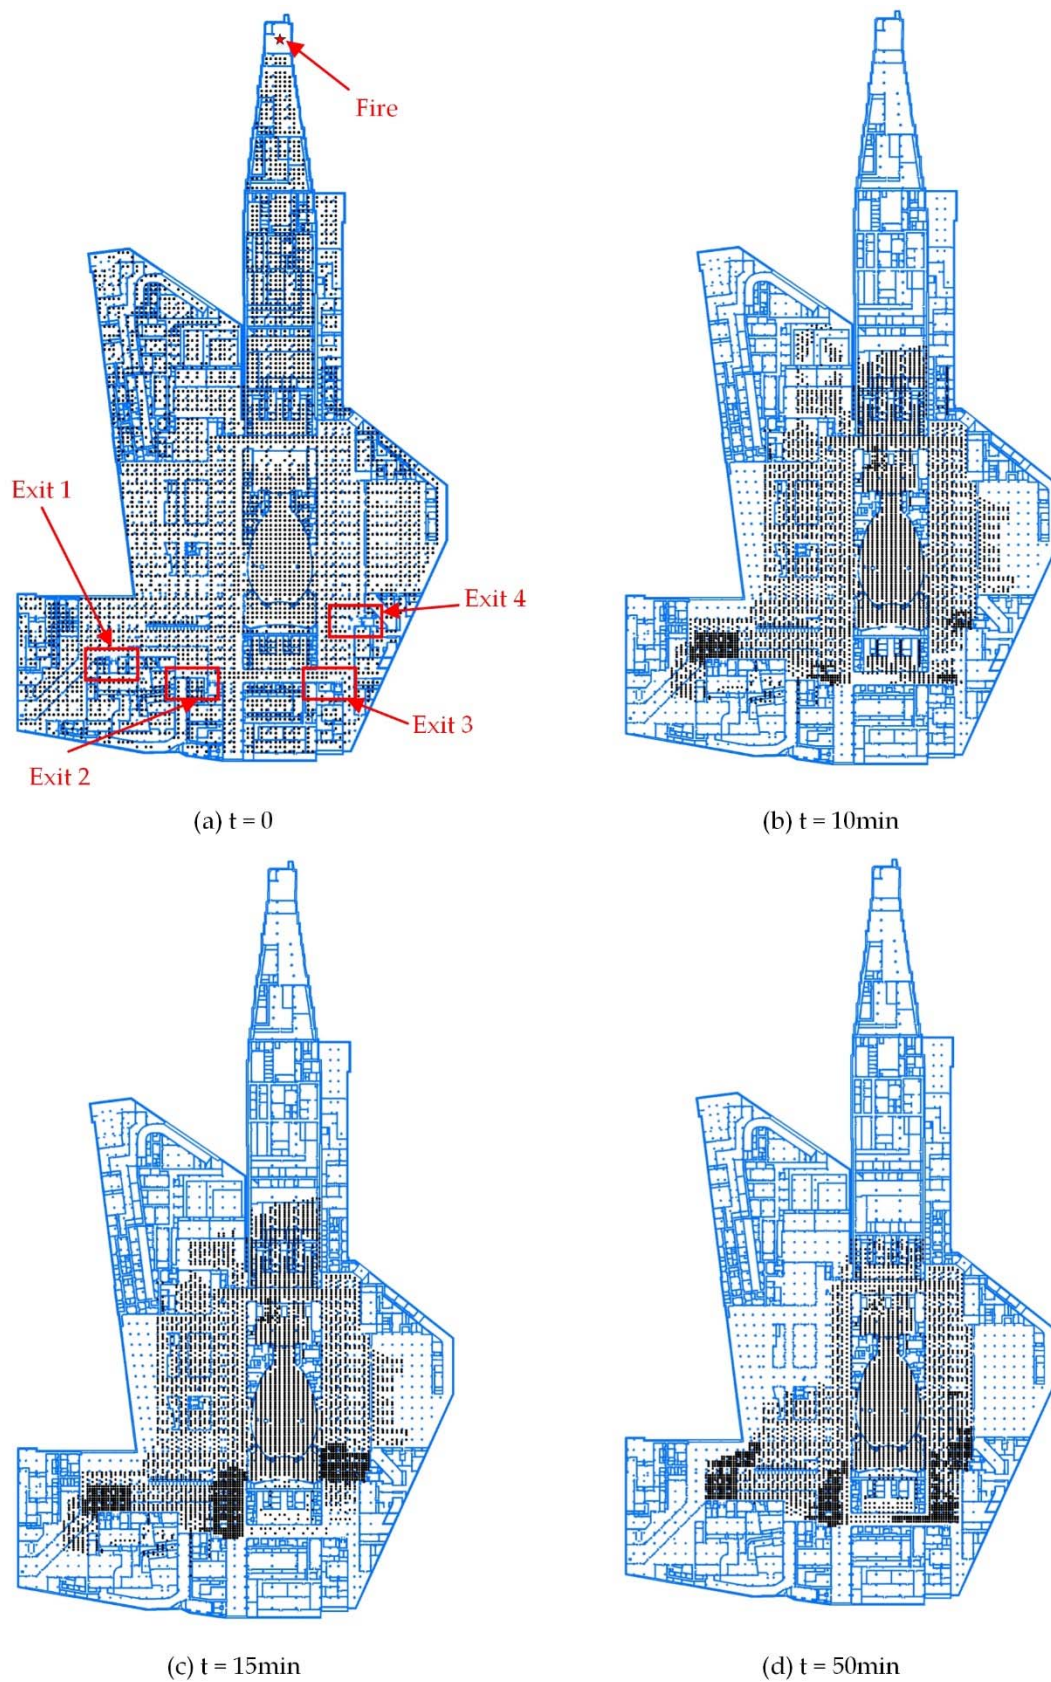 Fire
Exit 1
Exit 4
Exit 3
Exit 2
(a) t = 0
(b) t = 10min
(c) t = 15min
(d) t = 50min